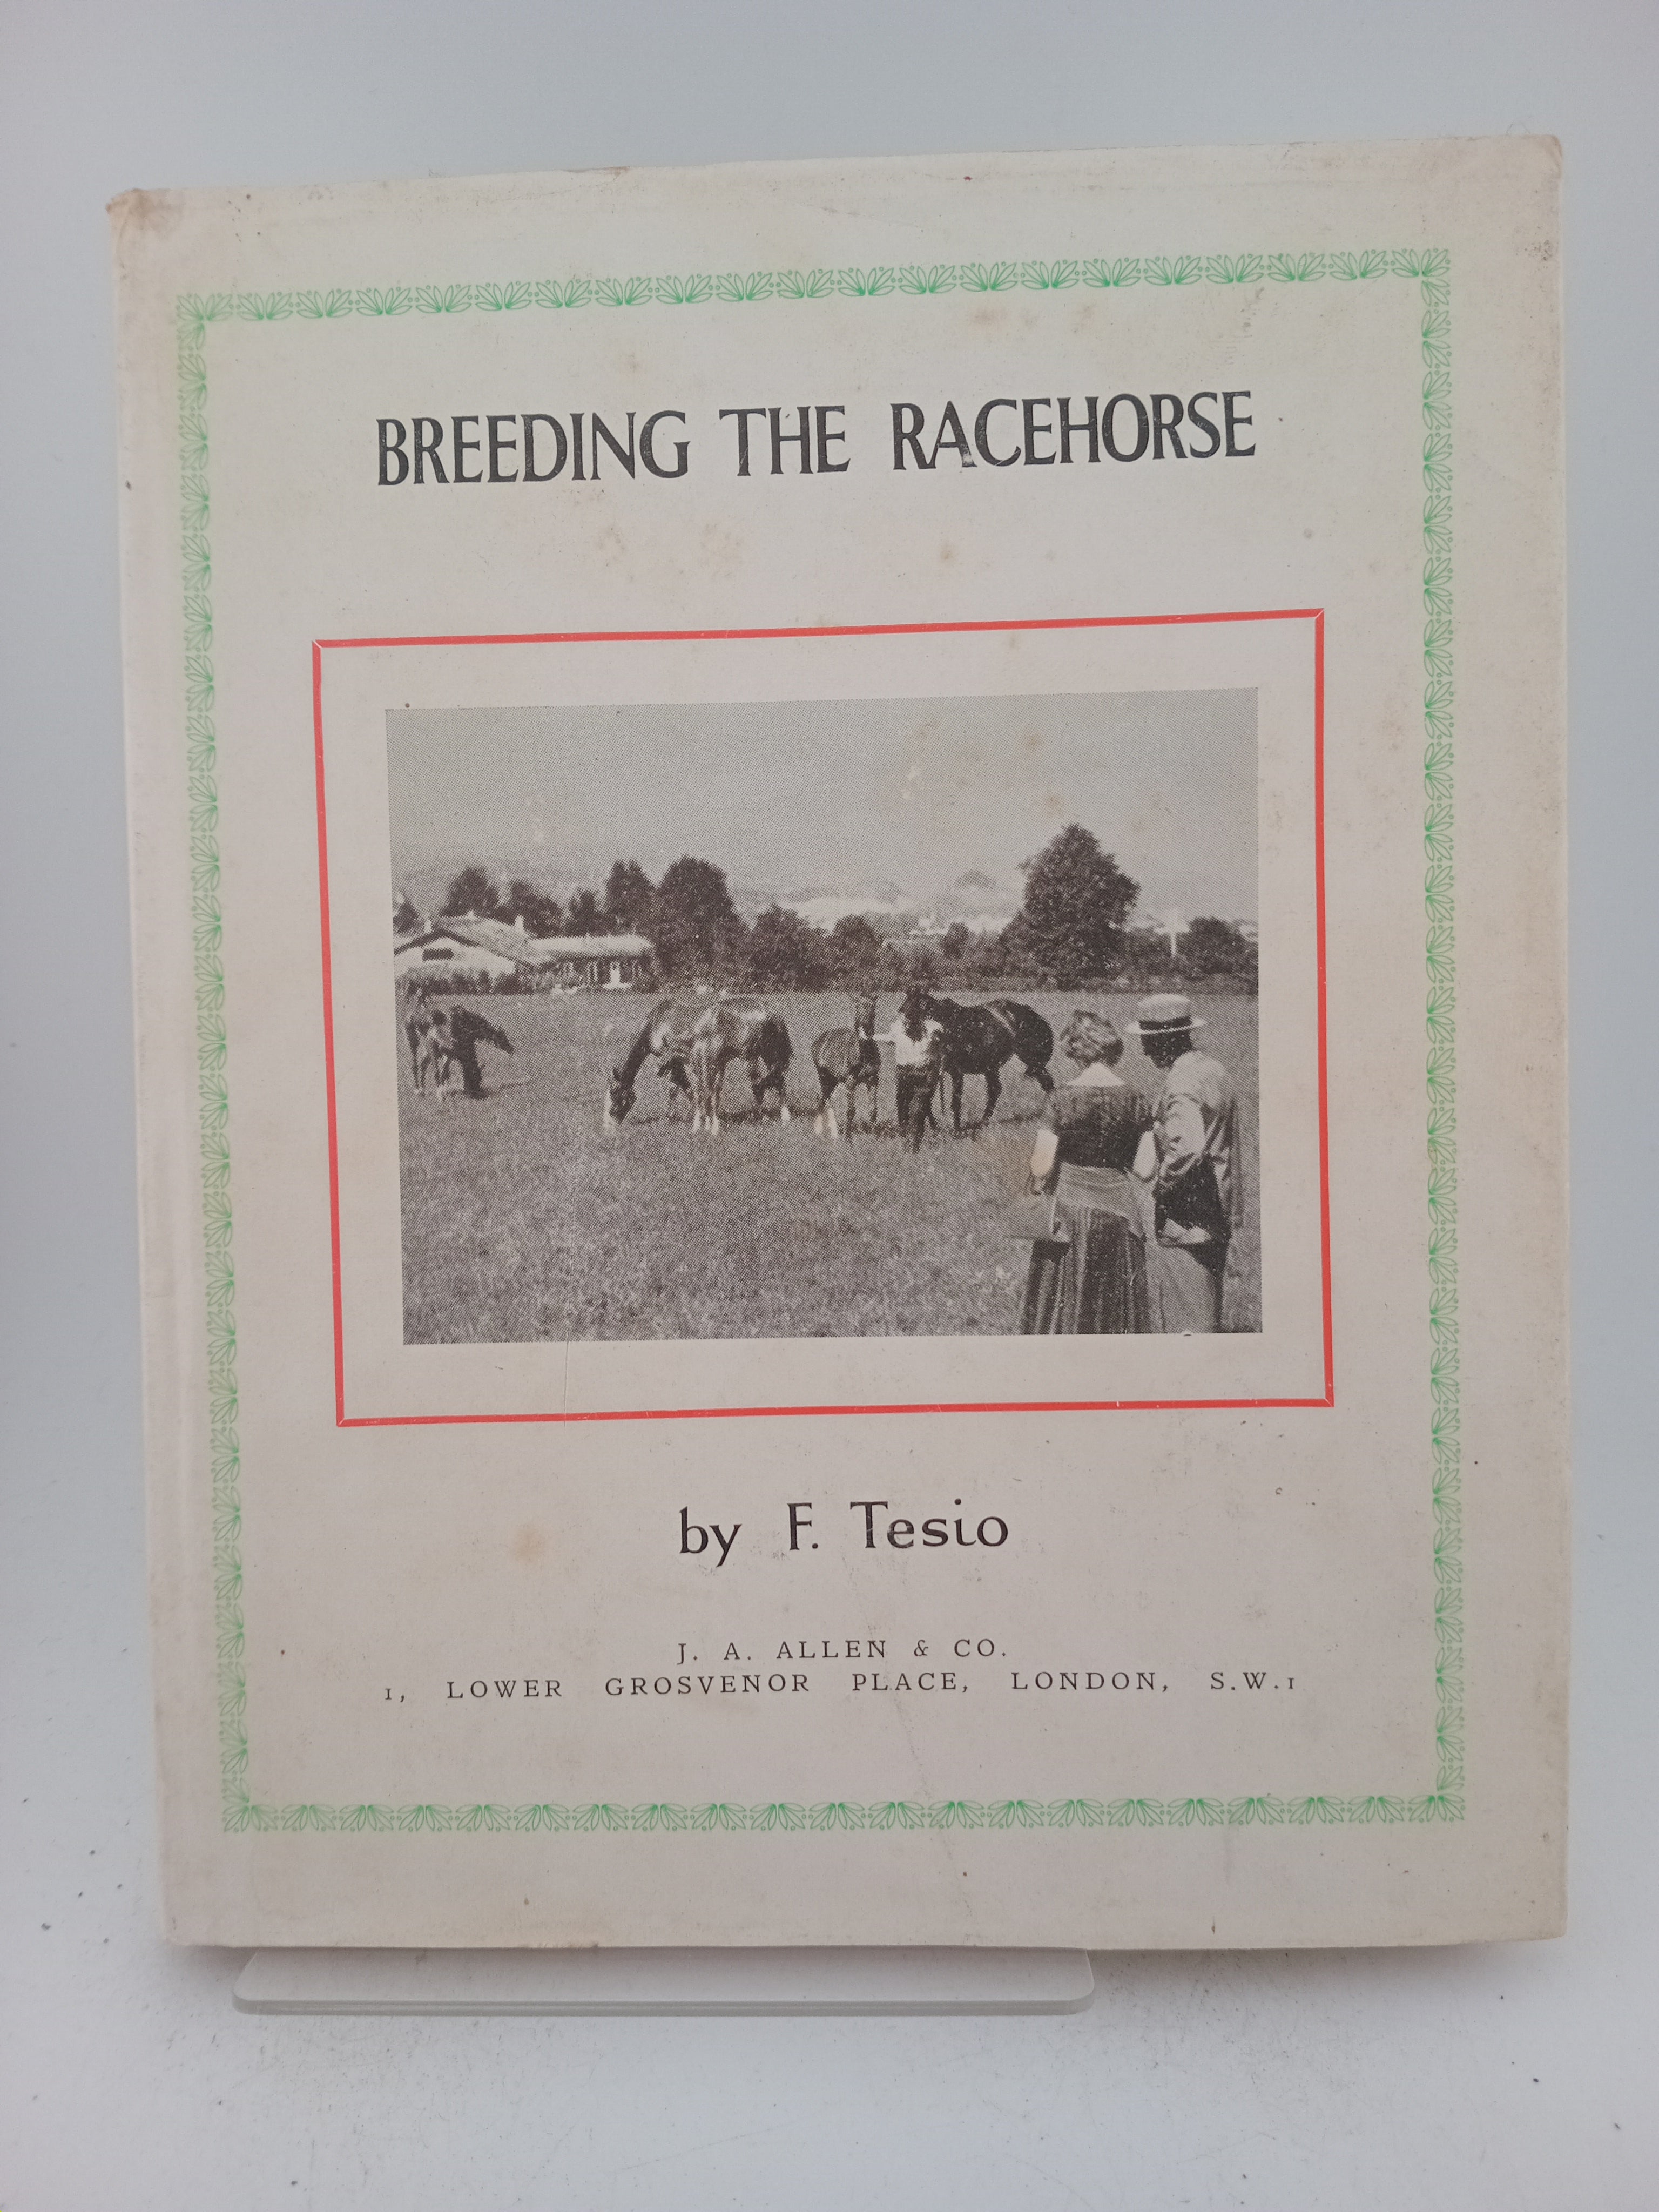 BREEDING THE RACEHORSE
by F. Tesio
J. A. ALLEN & CO.
1, LOWER GROSVENOR PLACE, LONDON, S.W.1